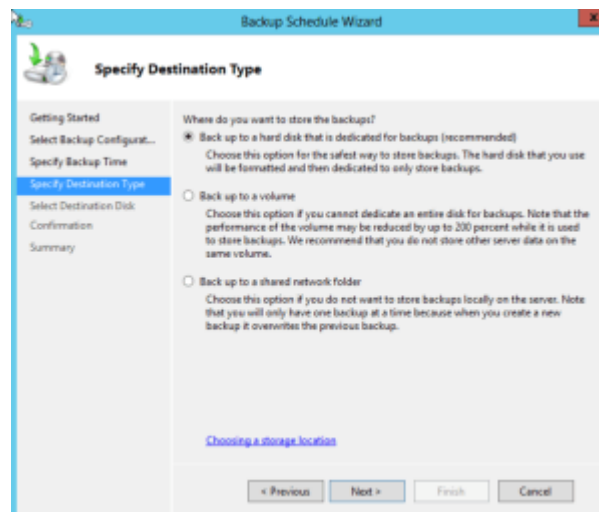 Backup Schedule Wizard
Specify Destination Type
Getting Started
Select Backup Configurat...
Specify Backup Time
Specify Destination Type
Select Destination Disk
Confirmation
Summary
Where do you want to store the backups?
Back up to a hard disk that is dedicated for backups (recommended)
Choose this option for the safest way to store backups. The hard disk that you use
will be formatted and then dedicated to only store backups.
Back up to a volume
Choose this option if you cannot dedicate an entire disk for backups. Note that the
performance of the volume may be reduced by up to 200 percent while it is used
to store backups. We recommend that you do not store other server data on the
same volume.
Back up to a shared network folder
Choose this option if you do not want to store backups locally on the server. Note
that you will only have one backup at a time because when you create a new
backup it overwrites the previous backup.
Choosing a storage location
< Previous
Next >
Finish
Cancel